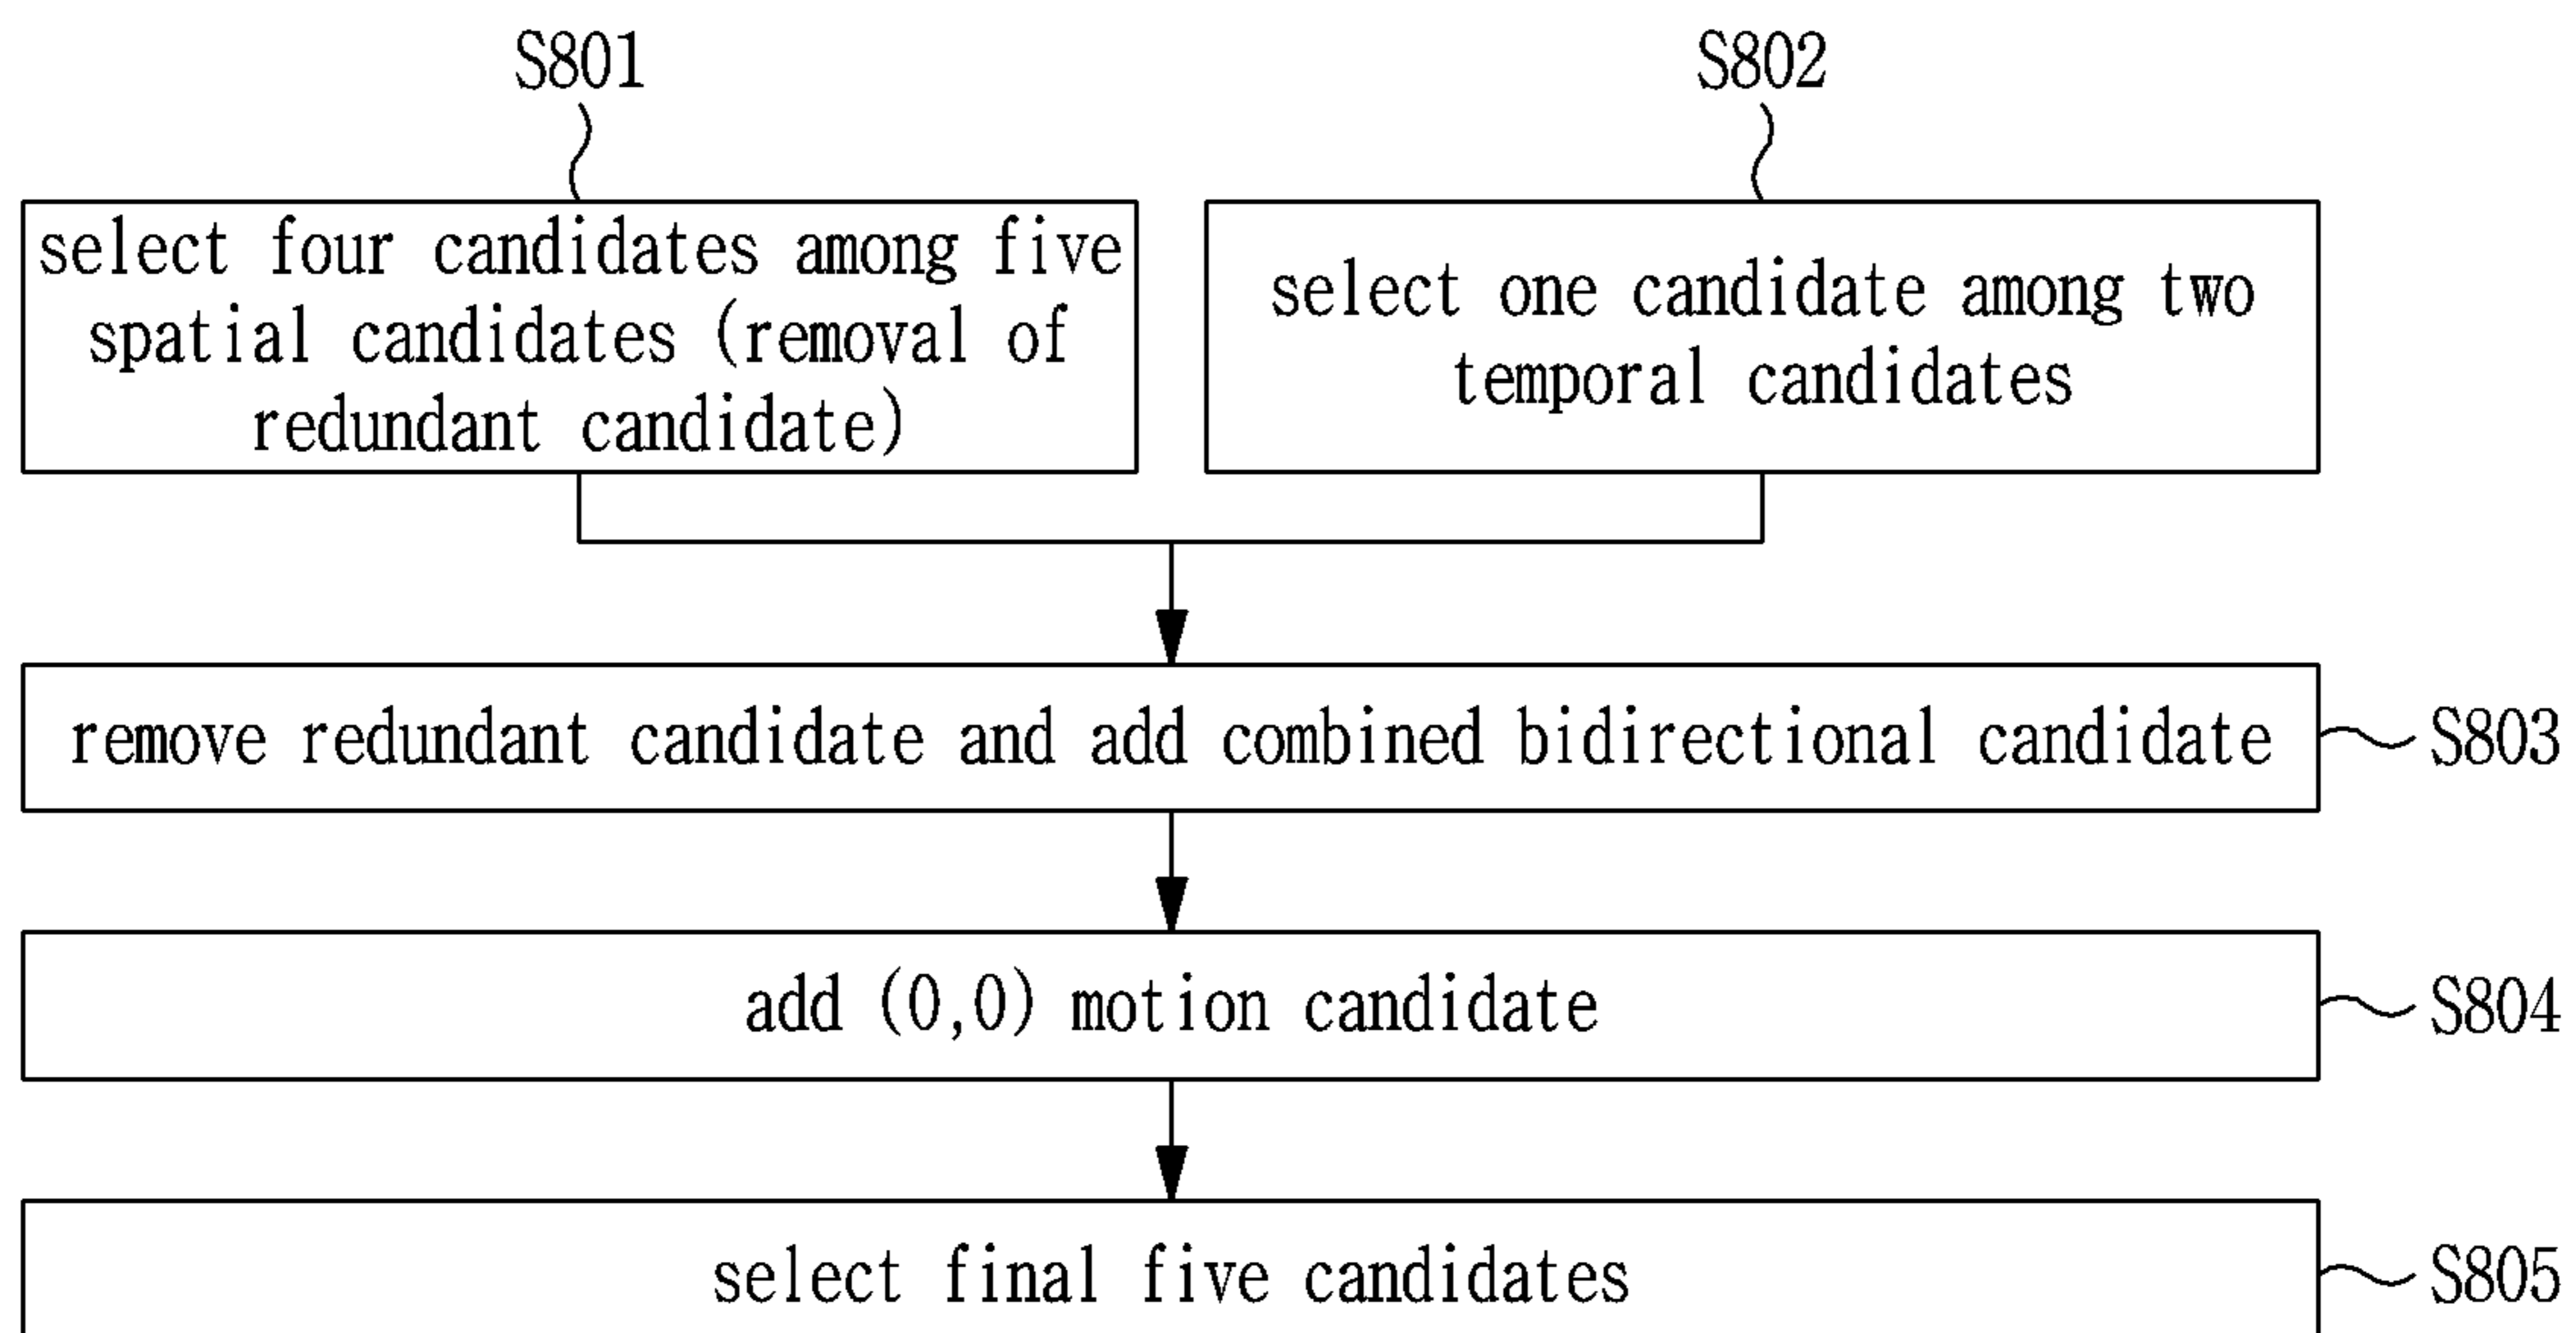 S801
S802
select four candidates among five
spatial candidates (removal of
redundant candidate)
select one candidate among two
temporal candidates
remove redundant candidate and add combined bidirectional candidate
S803
add (0,0) motion candidate
S804
select final five candidates
S805